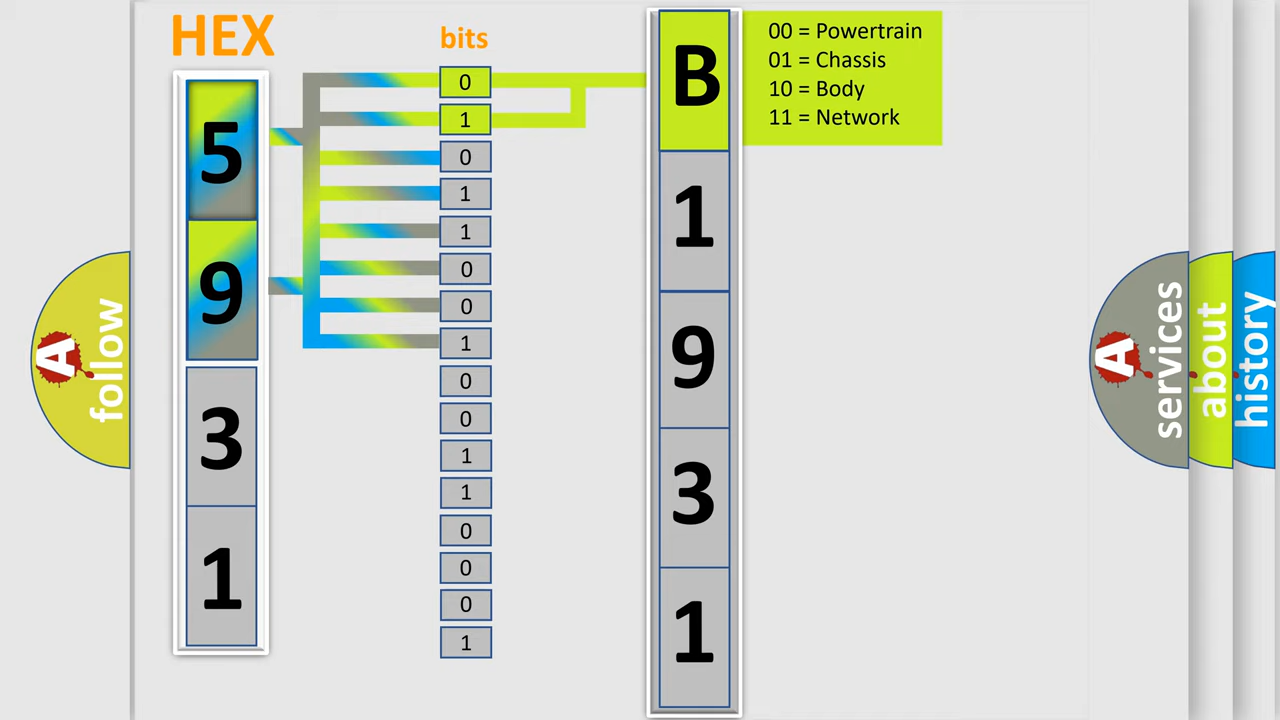 HEX
bits
5
9
3
1
0
1
0
1
1
0
0
1
0
0
1
1
0
0
0
1
B
1
9
3
1
00 = Powertrain
01 = Chassis
10 = Body
11 = Network
A
follow
A
services
about
history